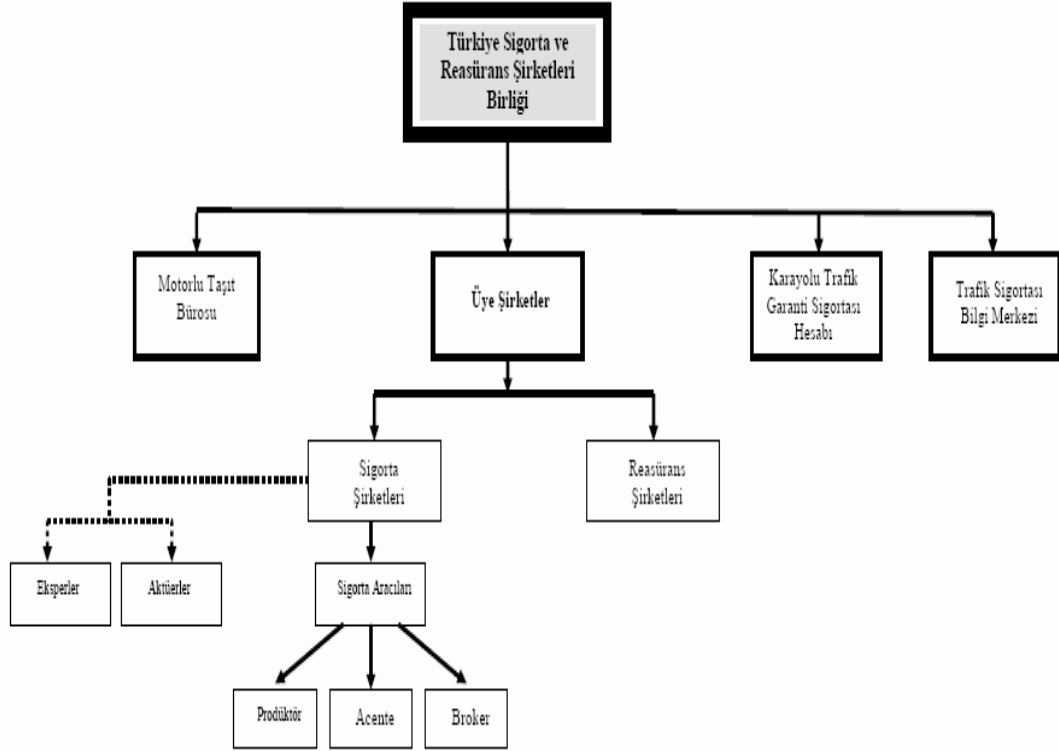 Türkiye Sigorta ve
Reasürans Şirketleri
Birliği
Motorlu Taşıt
Bürosu
Üye Şirketler
Karayolu Trafik
Garanti Sigortası
Hesabı
Trafik Sigortası
Bilgi Merkezi
Sigorta
Şirketleri
Reasürans
Şirketleri
Eksperler
Aktüerler
Sigorta Aracıları
Prodüktör
Acente
Broker